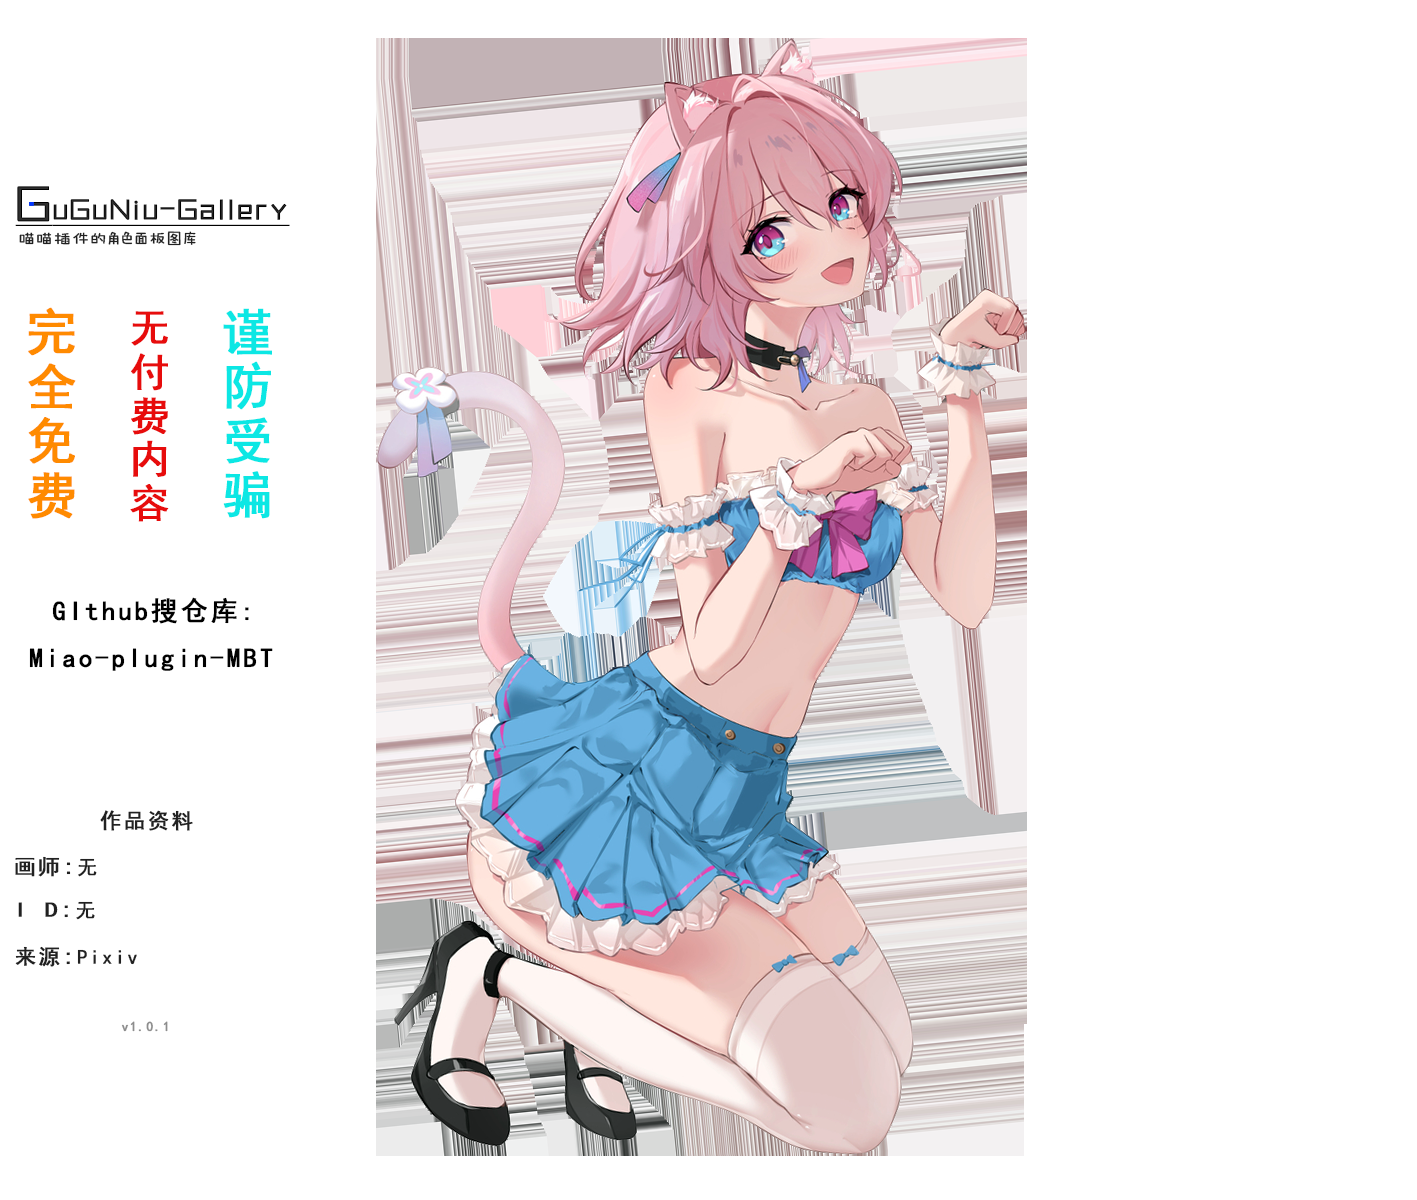 GuGuNiu-Gallery
喵喵插件的角色面板图库
完全免费
无付费内容
谨防受骗
GIthub搜仓库:
Miao-plugin-MBT
作品资料
画师:无
I D:无
来源:Pixiv
v1.0.1